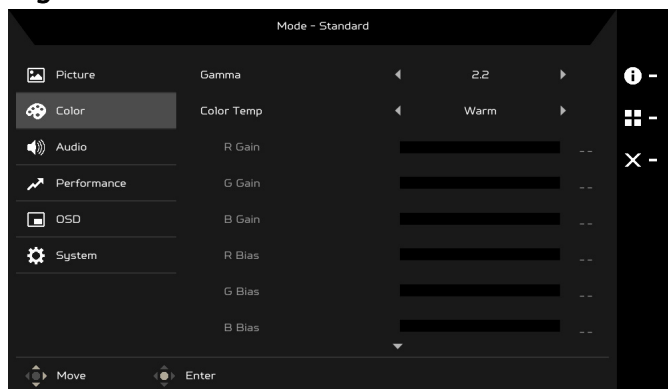 Mode - Standard
Picture
Gamma
2.2
Color
Color Temp
Warm
Audio
R Gain
--
Performance
G Gain
--
OSD
B Gain
--
System
R Bias
--
G Bias
--
B Bias
--
Move
Enter